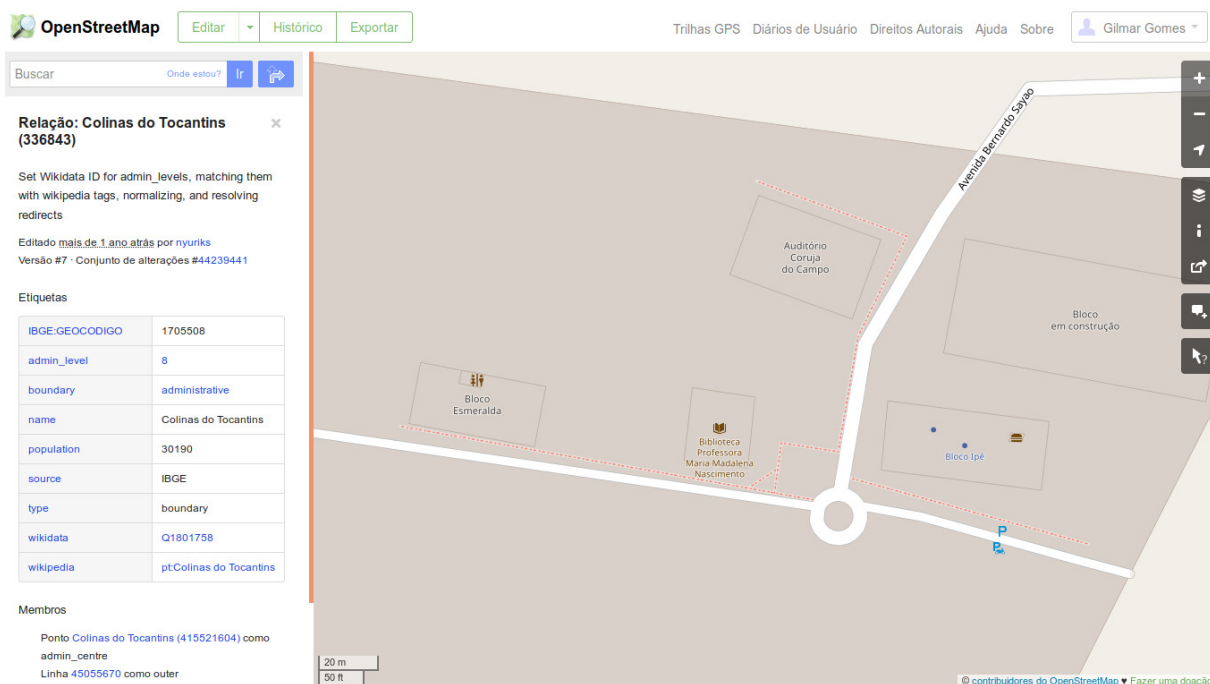 OpenStreetMap
Editar
Histórico
Exportar
Trilhas GPS
Diários de Usuário
Direitos Autorais
Ajuda
Sobre
Gilmar Gomes
Buscar
Onde estou?
Ir
Relação: Colinas do Tocantins
(336843)
×
Set Wikidata ID for admin_levels, matching them
with wikipedia tags, normalizing, and resolving
redirects
Editado mais de 1 ano atrás por nyuriks
Versão #7 · Conjunto de alterações #44239441
Etiquetas
IBGE:GEOCODIGO 1705508
admin_level 8
boundary administrative
name Colinas do Tocantins
population 30190
source IBGE
type boundary
wikidata Q1801758
wikipedia pt:Colinas do Tocantins
Membros
Ponto Colinas do Tocantins (415521604) como
admin_centre
Linha 45055670 como outer
Avenida Bernardo Sayao
Auditório
Coruja
do Campo
Bloco
em construção
Bloco
Esmeralda
Biblioteca
Professora
Maria Madalena
Nascimento
Bloco Ipê
P
P
20 m
50 ft
© contribuidores do OpenStreetMap ♥ Fazer uma doação